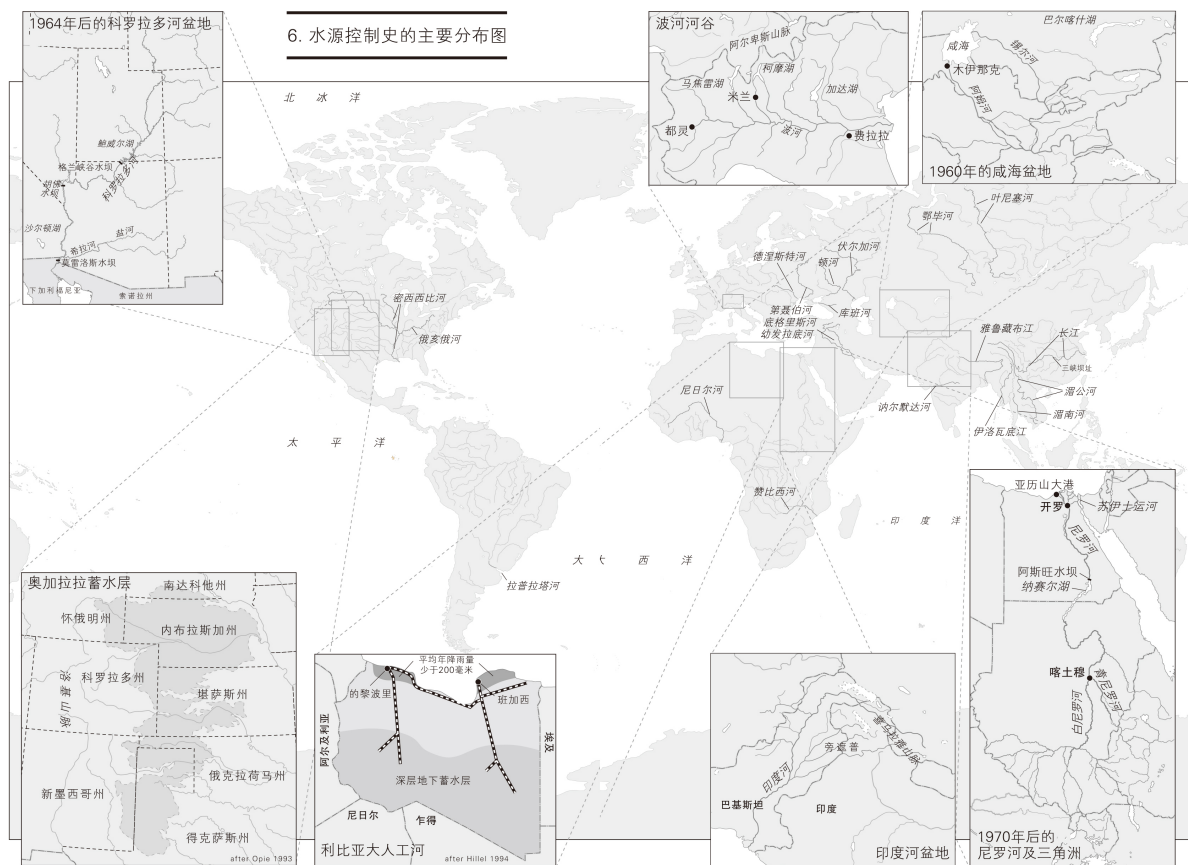 1964年后的科罗拉多河盆地
鲍威尔湖
格兰峡谷水坝
科罗拉多河
胡佛
水坝
沙尔顿湖
盐河
希拉河
莫雷洛斯水坝
下加利福尼亚
索诺拉州
6. 水源控制史的主要分布图
波河河谷
阿尔卑斯山脉
马焦雷湖
柯摩湖
加达湖
米兰
都灵
波河
费拉拉
巴尔喀什湖
咸海
锡尔河
木伊那克
阿姆河
1960年的咸海盆地
北冰洋
叶尼塞河
鄂毕河
伏尔加河
德涅斯特河
顿河
密西西比河
第聂伯河
库班河
底格里斯河
幼发拉底河
俄亥俄河
雅鲁藏布江
长江
三峡坝址
尼日尔河
湄公河
讷尔默达河
湄南河
伊洛瓦底江
太平洋
赞比西河
印度洋
大西洋
拉普拉塔河
亚历山大港
苏伊士运河
开罗
尼罗河
阿斯旺水坝
纳赛尔湖
喀土穆
青尼罗河
白尼罗河
1970年后的
尼罗河及三角洲
奥加拉拉蓄水层
南达科他州
怀俄明州
内布拉斯加州
科罗拉多州
洛基山脉
堪萨斯州
俄克拉荷马州
新墨西哥州
得克萨斯州
after Opie 1993
平均年降雨量
少于200毫米
的黎波里
班加西
阿尔及利亚
埃及
深层地下蓄水层
尼日尔
乍得
利比亚大人工河
after Hillel 1994
喜马拉雅山脉
旁遮普
印度河
巴基斯坦
印度
印度河盆地